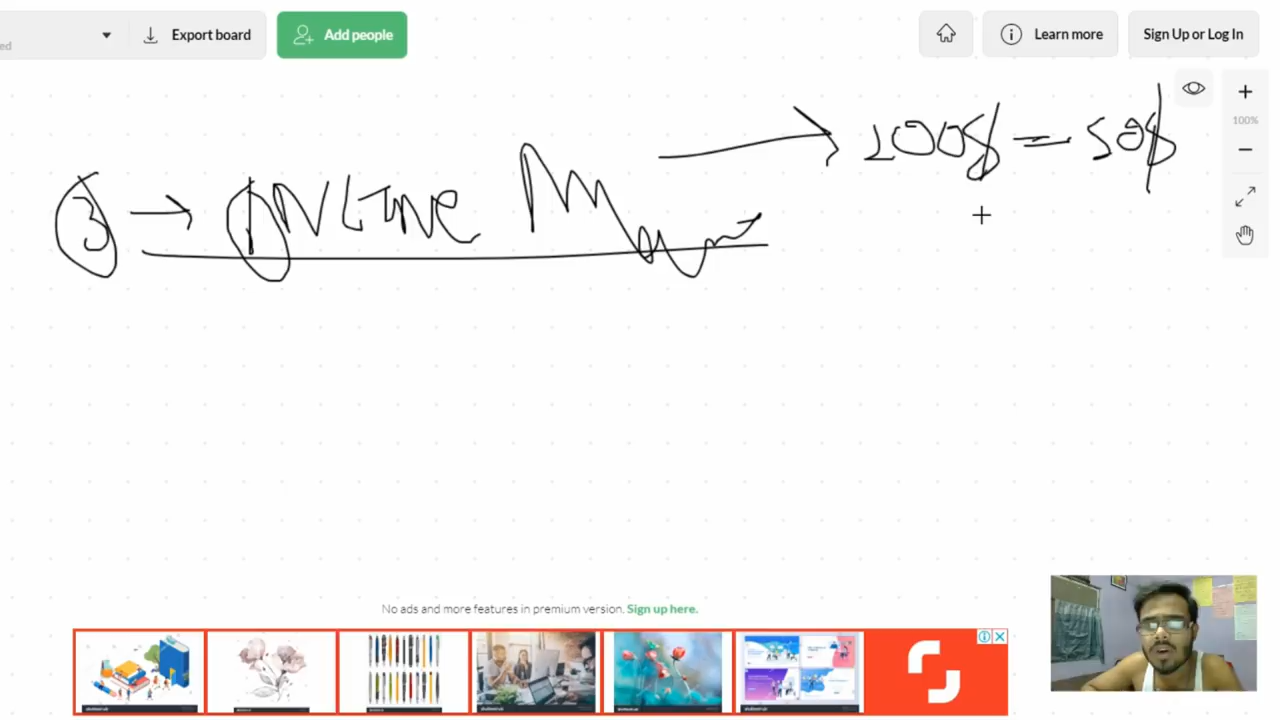 ed
Export board
Add people
Learn more
Sign Up or Log In
100%
100$ = 50$
3 → ONLINE
No ads and more features in premium version. Sign up here.